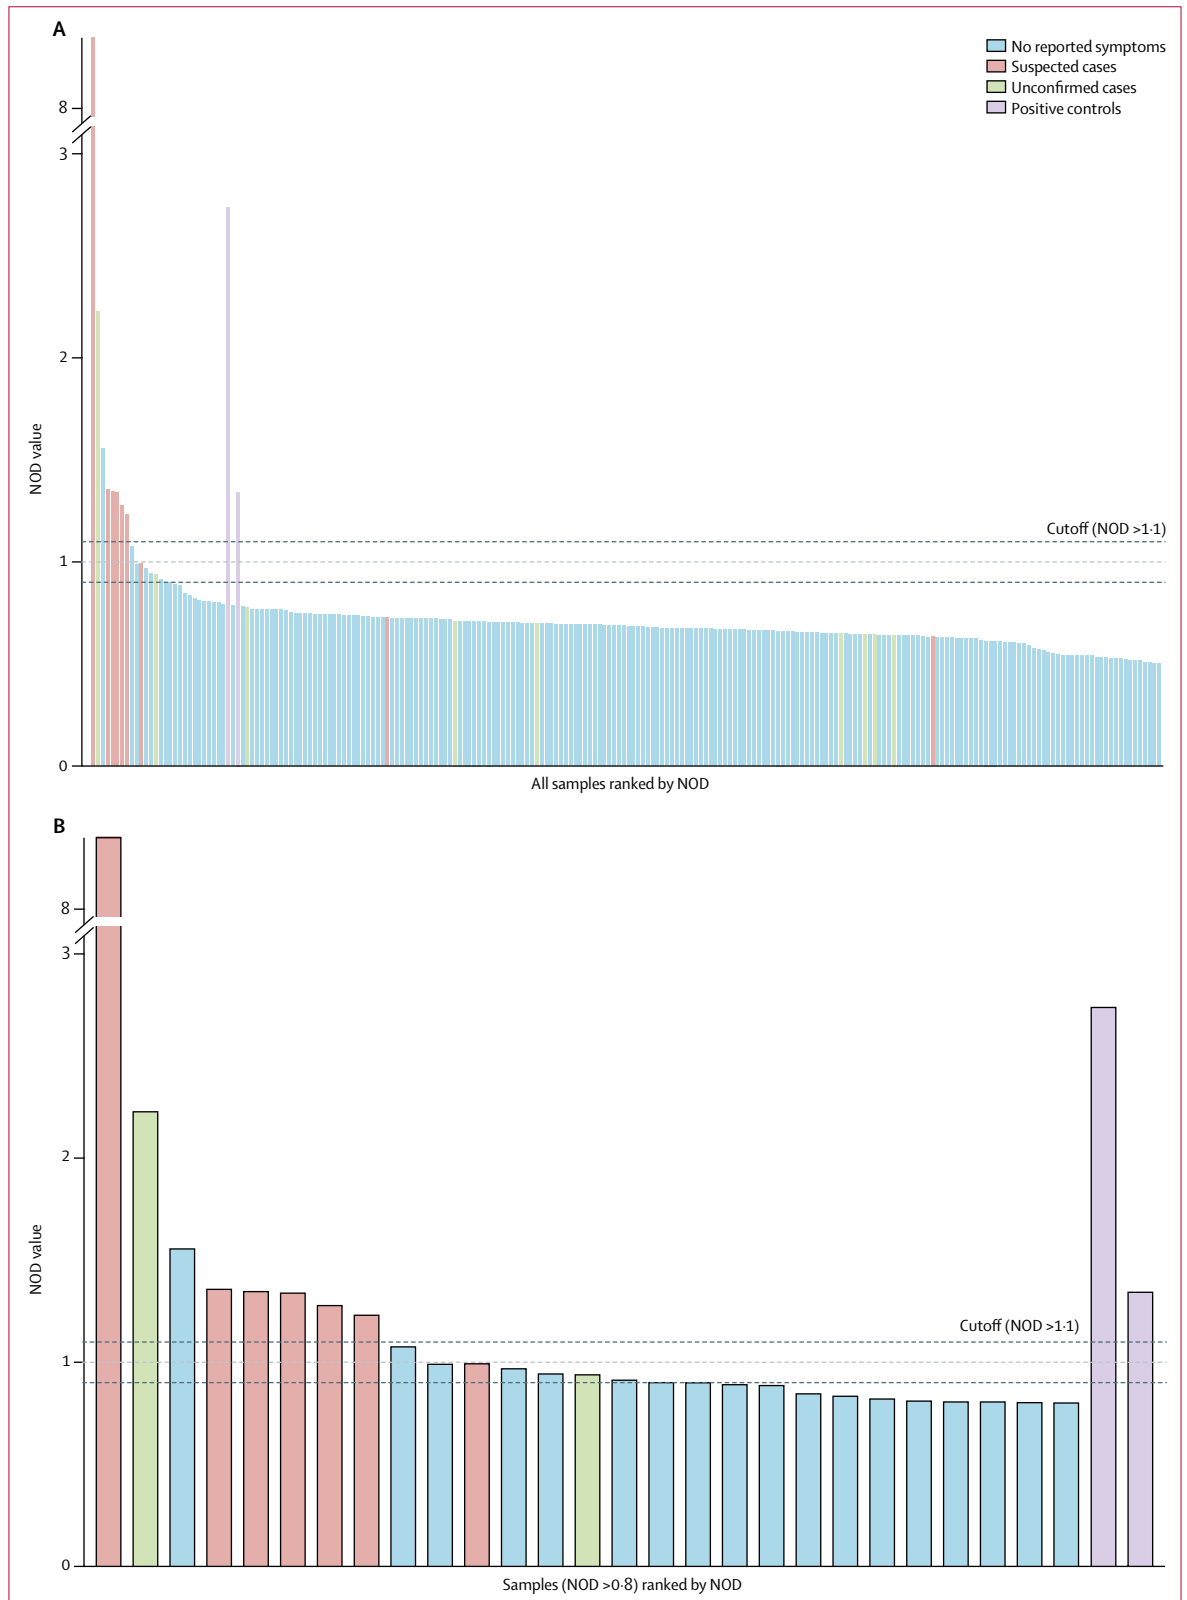 A
No reported symptoms
Suspected cases
Unconfirmed cases
Positive controls
8
3
2
1
0
NOD value
Cutoff (NOD >1·1)
All samples ranked by NOD
B
8
3
2
1
0
NOD value
Cutoff (NOD >1·1)
Samples (NOD >0·8) ranked by NOD